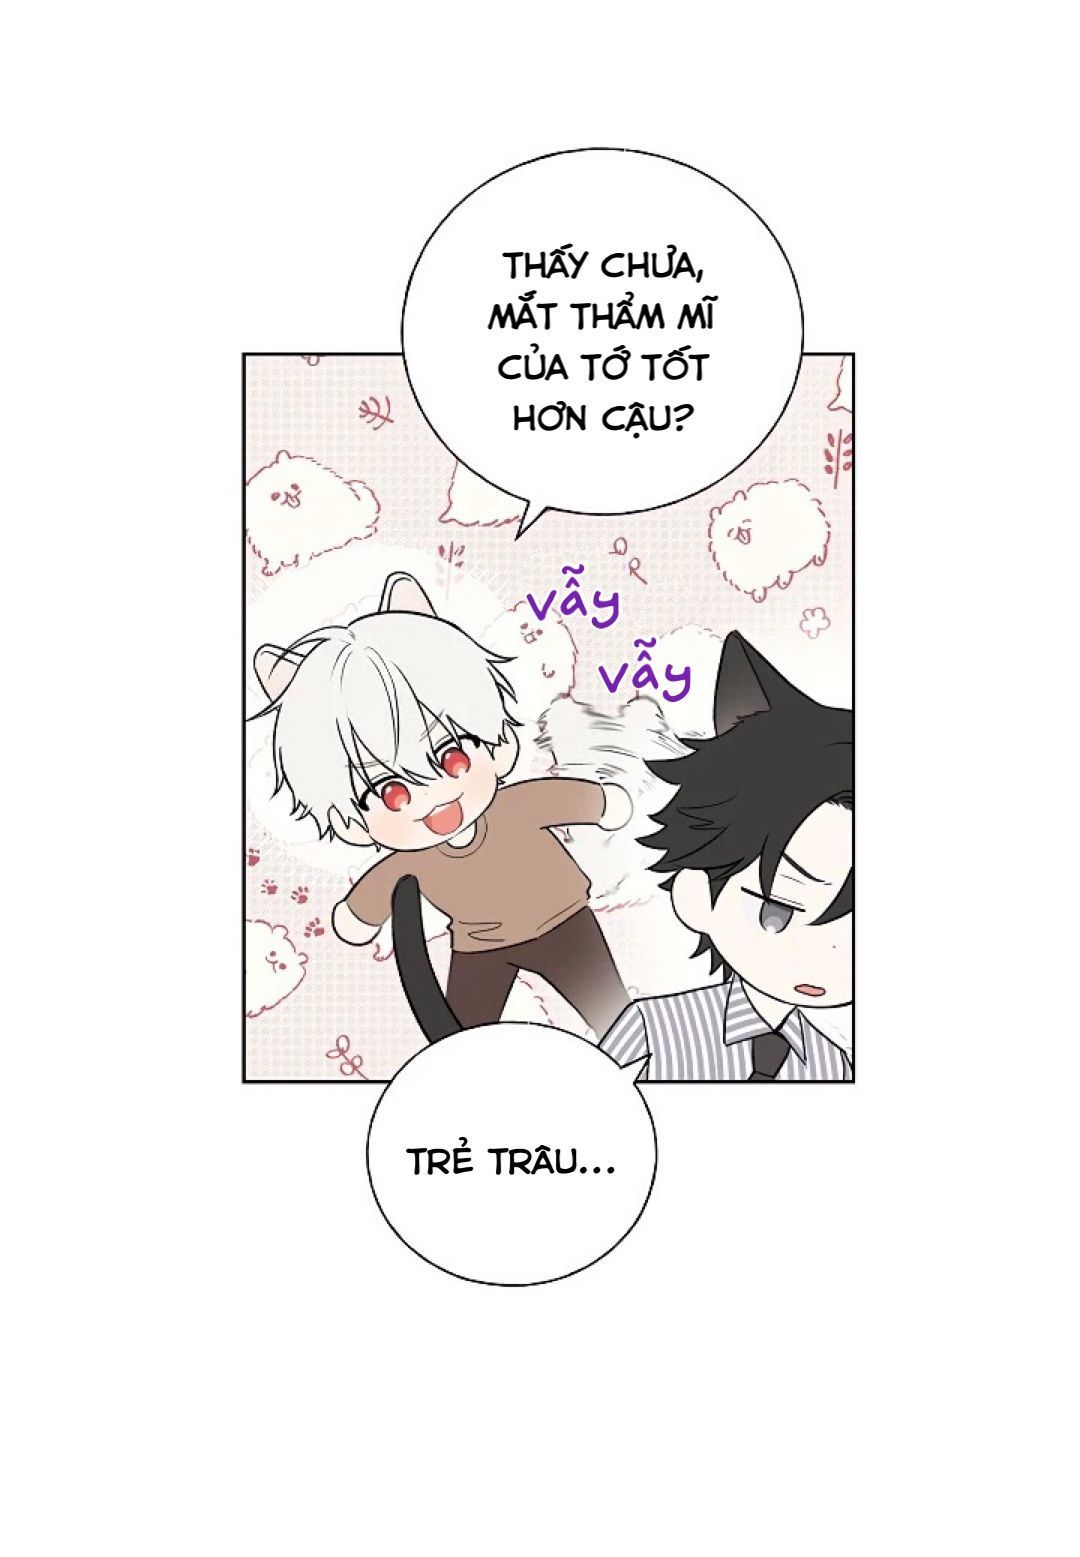 THẤY CHƯA,
MẮT THẨM MĨ
CỦA TỚ TỐT
HƠN CẬU?
vẫy
vẫy
TRẺ TRÂU...